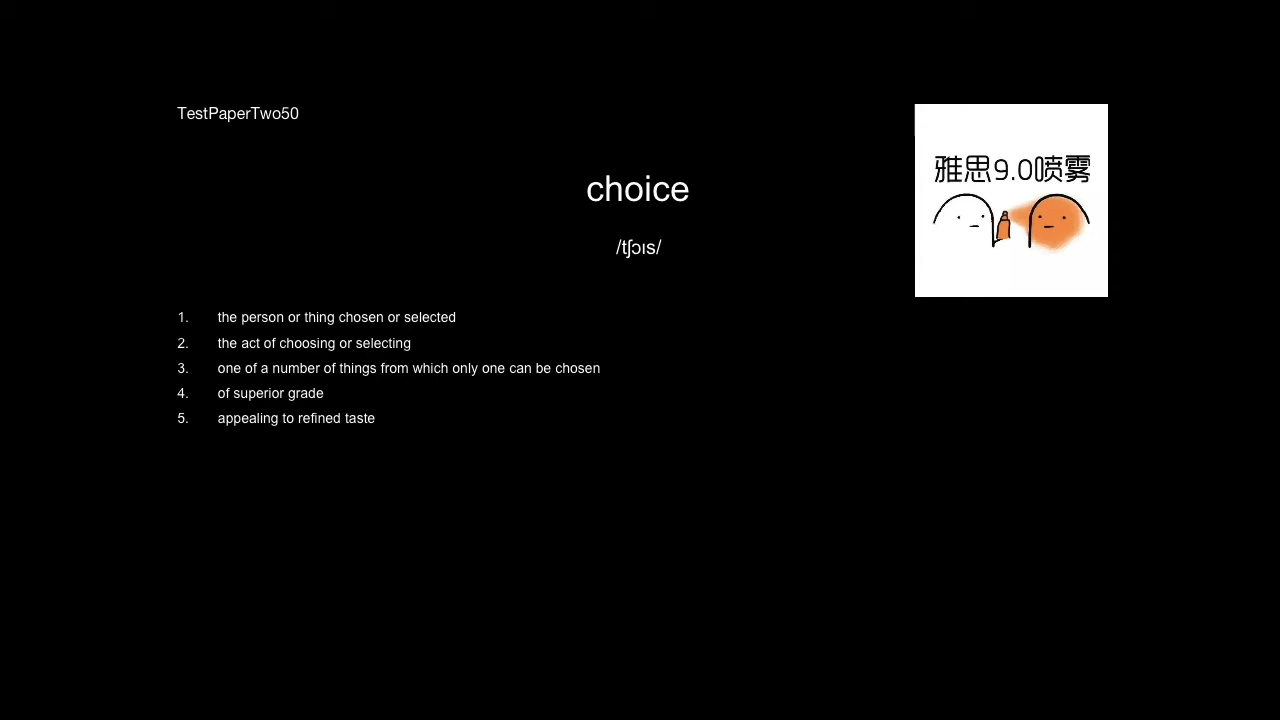 TestPaperTwo50
雅思9.0喷雾
choice
/tʃɔɪs/
1. the person or thing chosen or selected
2. the act of choosing or selecting
3. one of a number of things from which only one can be chosen
4. of superior grade
5. appealing to refined taste